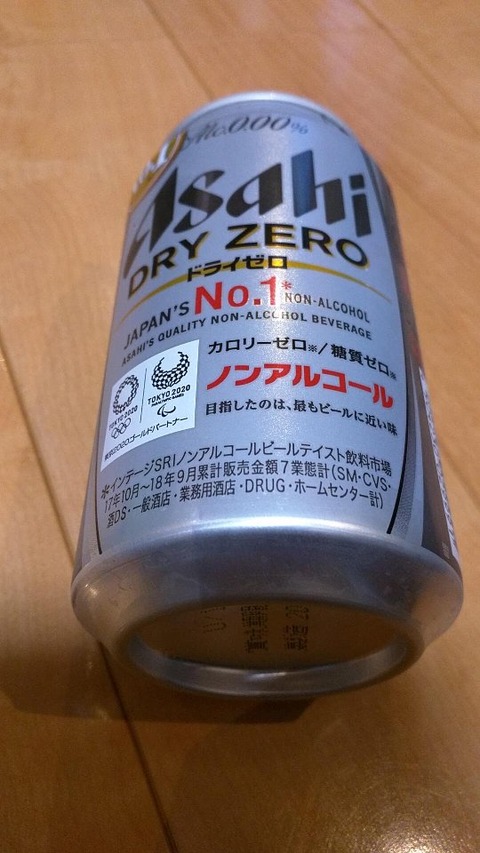 Alc.0.00%
Asahi
DRY ZERO
ドライゼロ
JAPAN'S No.1* NON-ALCOHOL
ASAHI'S QUALITY NON-ALCOHOL BEVERAGE
カロリーゼロ※/糖質ゼロ※
ノンアルコール
目指したのは、最もビールに近い味
TOKYO 2020
TOKYO 2020
PARALYMPIC GAMES
東京2020ゴールドパートナー
*インテージSRIノンアルコールビールテイスト飲料市場
'17年10月〜18年9月累計販売金額7業態計(SM・CVS・
酒DS・一般酒店・業務用酒店・DRUG・ホームセンター計)